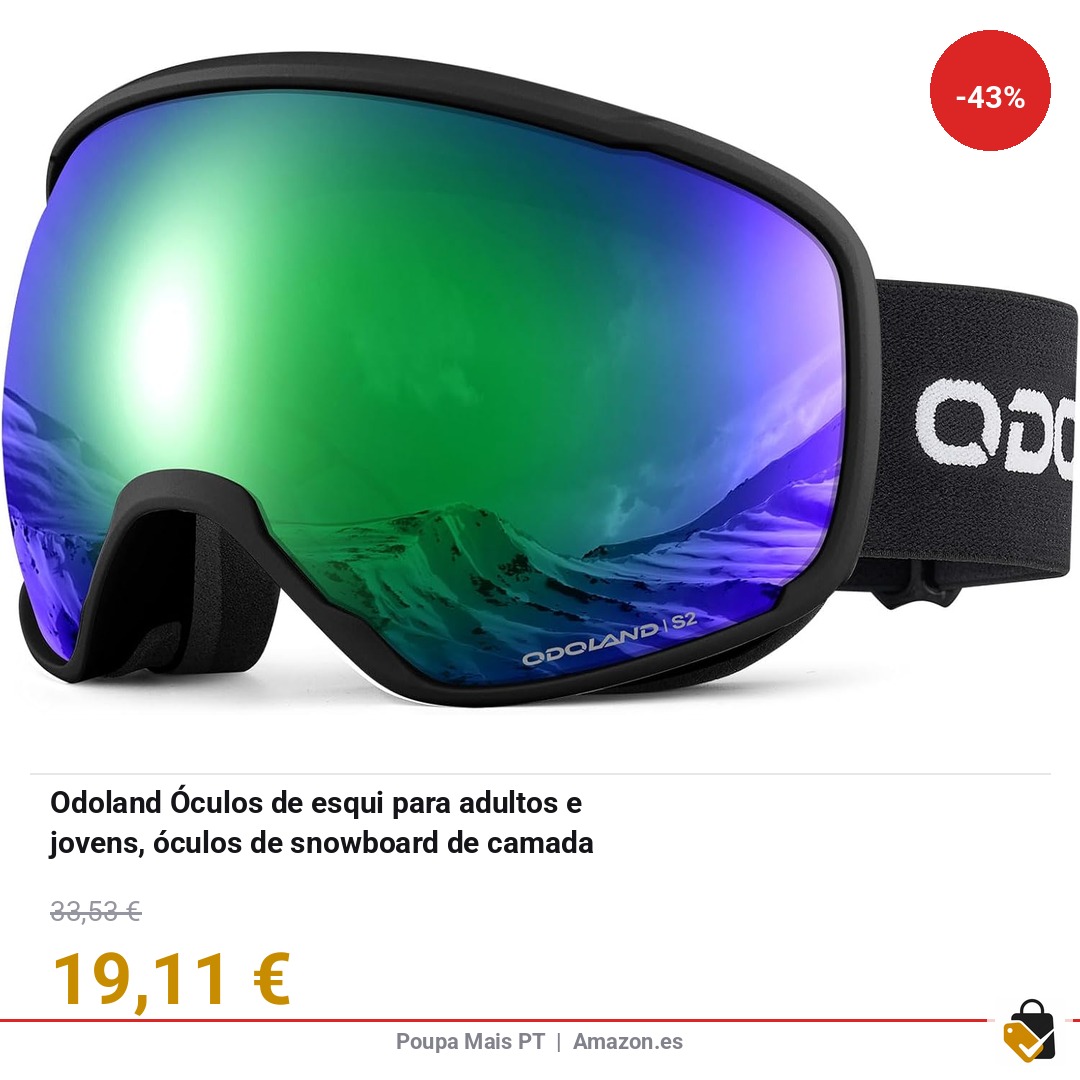 -43%
ODO
ODOLAND | S2
Odoland Óculos de esqui para adultos e
jovens, óculos de snowboard de camada
33,53 €
19,11 €
Poupa Mais PT | Amazon.es